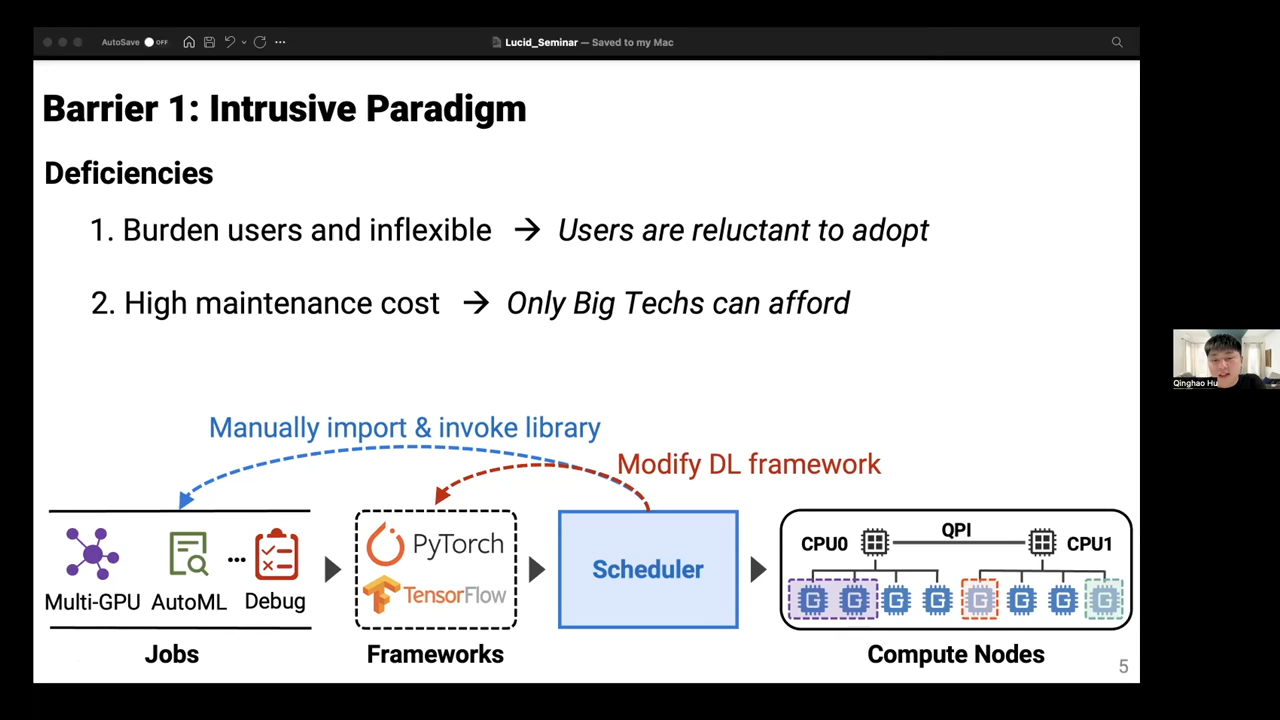 AutoSave OFF
Lucid_Seminar — Saved to my Mac
Barrier 1: Intrusive Paradigm
Deficiencies
1. Burden users and inflexible → Users are reluctant to adopt
2. High maintenance cost → Only Big Techs can afford
Manually import & invoke library
Modify DL framework
Multi-GPU AutoML ... Debug
Jobs
PyTorch
TensorFlow
Frameworks
Scheduler
CPU0 QPI CPU1
G G G G G G G G
Compute Nodes
5
Qinghao Hu